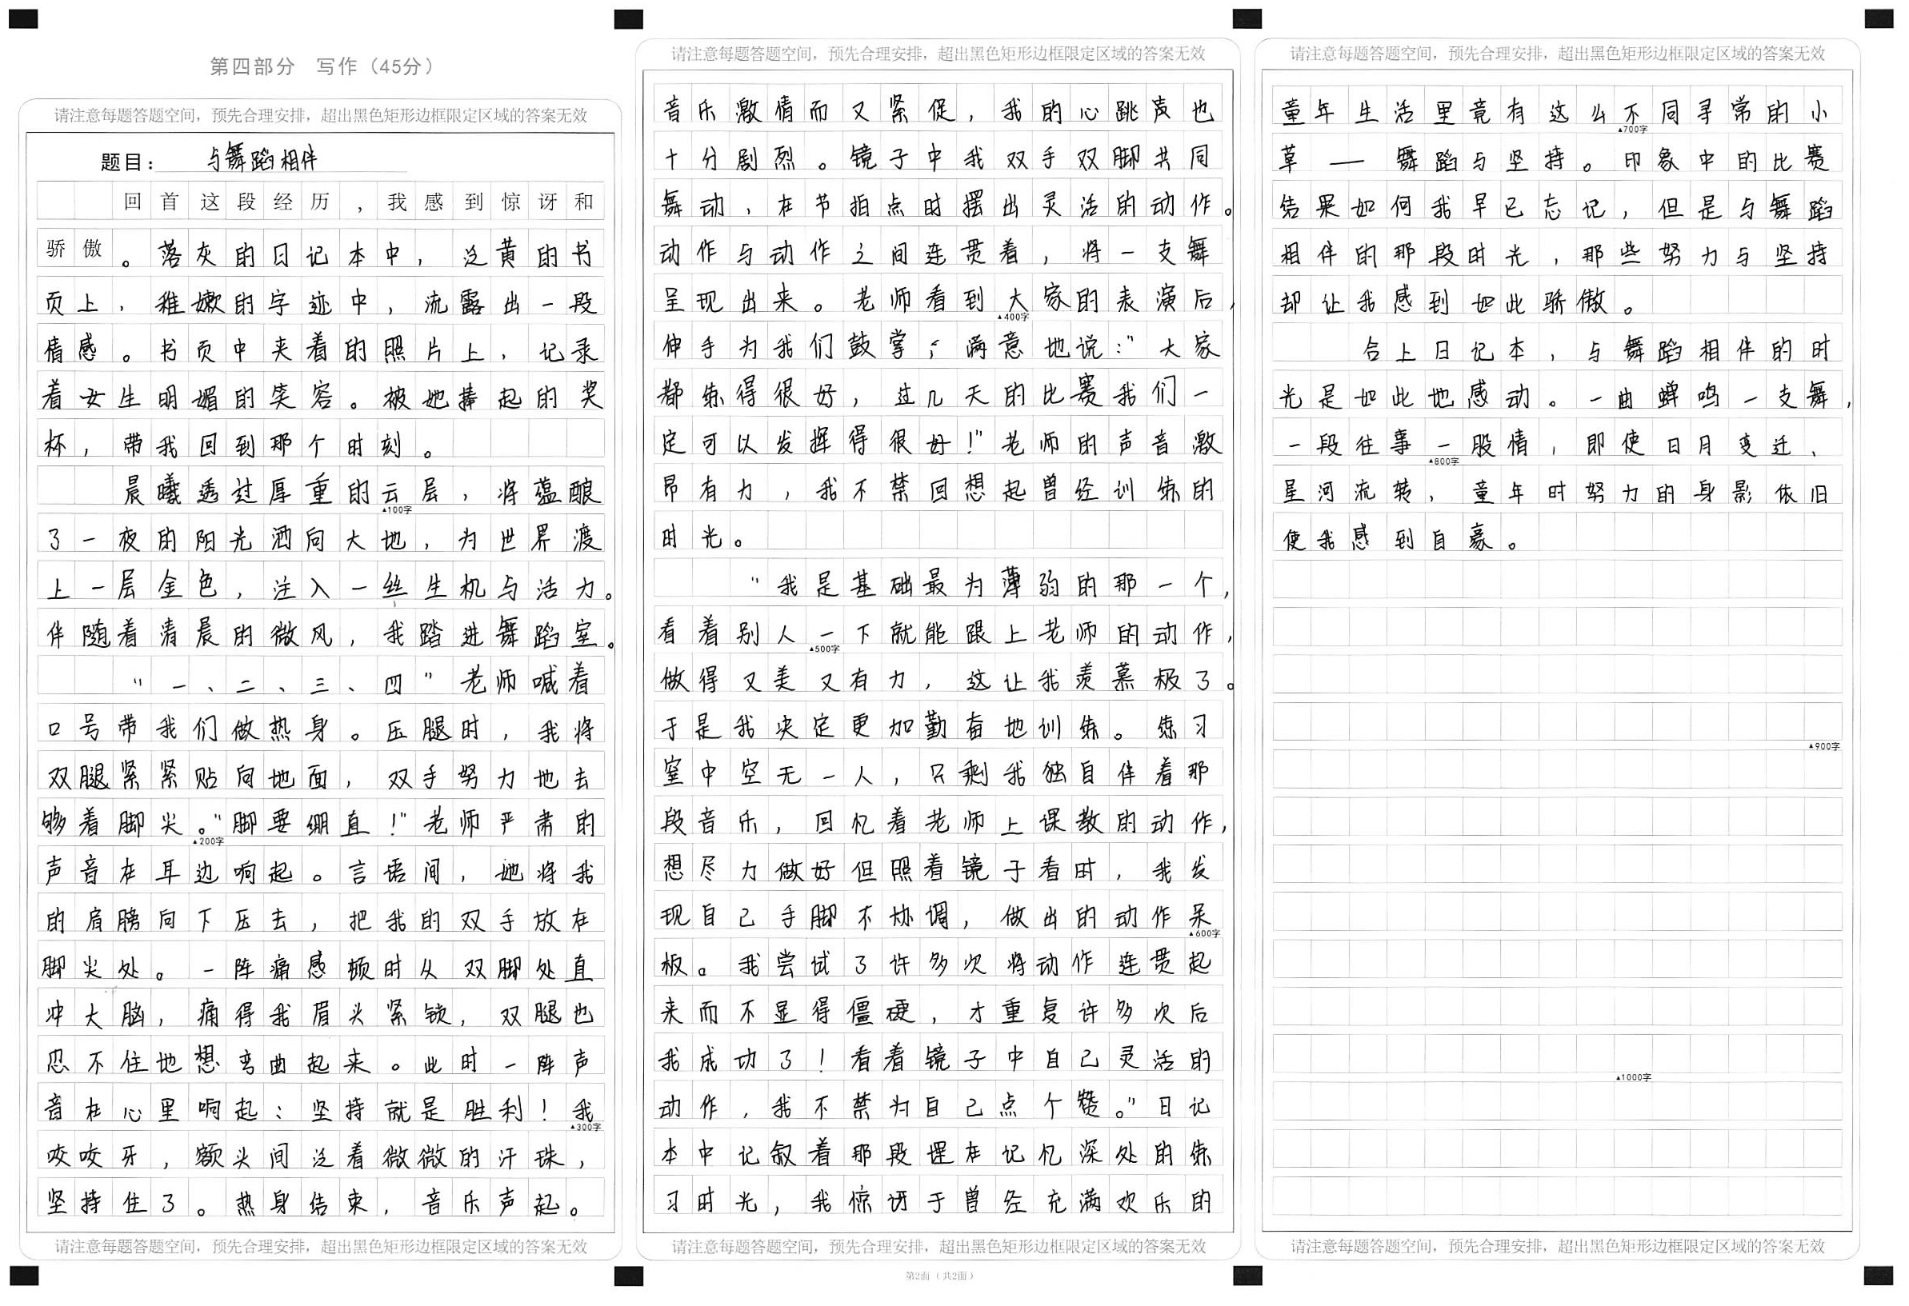 第四部分 写作（45分）
请注意每题答题空间，预先合理安排，超出黑色矩形边框限定区域的答案无效
题目：与舞蹈相伴
回首这段经历，我感到惊讶和
骄傲。落灰的日记本中，泛黄的书
页上，稚嫩的字迹中，流露出一段
情感。书页中夹着的照片上，记录
着女生明媚的笑容。被她捧起的奖
杯，带我回到那个时刻。
晨曦透过厚重的云层，将蕴酿
▲100字
了一夜的阳光洒向大地，为世界渡
上一层金色，注入一丝生机与活力。
伴随着清晨的微风，我踏进舞蹈室。
“一、二、三、四”老师喊着
口号带我们做热身。压腿时，我将
双腿紧紧贴向地面，双手努力地去
够着脚尖。“脚要绷直！”老师严肃的
▲200字
声音在耳边响起。言语间，她将我
的肩膀向下压去，把我的双手放在
脚尖处。一阵痛感顿时从双脚处直
冲大脑，痛得我眉头紧锁，双腿也
忍不住地想弯曲起来。此时一阵声
音在心里响起：坚持就是胜利！我
▲300字
咬咬牙，额头间泛着微微的汗珠，
坚持住了。热身结束，音乐声起。
请注意每题答题空间，预先合理安排，超出黑色矩形边框限定区域的答案无效
请注意每题答题空间，预先合理安排，超出黑色矩形边框限定区域的答案无效
音乐激情而又紧促，我的心跳声也
十分剧烈。镜子中我双手双脚共同
舞动，在节拍点时摆出灵活的动作。
动作与动作之间连贯着，将一支舞
呈现出来。老师看到大家的表演后，
▲400字
伸手为我们鼓掌，满意地说：“大家
都练得很好，过几天的比赛我们一
定可以发挥得很好！”老师的声音激
昂有力，我不禁回想起曾经训练的
时光。
“我是基础最为薄弱的那一个，
看着别人一下就能跟上老师的动作，
▲500字
做得又美又有力，这让我羡慕极了。
于是我决定更加勤奋地训练。练习
室中空无一人，只剩我独自伴着那
段音乐，回忆着老师上课教的动作，
想尽力做好但照着镜子看时，我发
现自己手脚不协调，做出的动作呆
▲600字
板。我尝试了许多次将动作连贯起
来而不显得僵硬，才重复许多次后
我成功了！看着镜子中自己灵活的
动作，我不禁为自己点个赞。”日记
本中记叙着那段埋在记忆深处的练
习时光，我惊讶于曾经充满欢乐的
请注意每题答题空间，预先合理安排，超出黑色矩形边框限定区域的答案无效
第2面（共2面）
请注意每题答题空间，预先合理安排，超出黑色矩形边框限定区域的答案无效
童年生活里竟有这么不同寻常的小
▲700字
草——舞蹈与坚持。印象中的比赛
结果如何我早已忘记，但是与舞蹈
相伴的那段时光，那些努力与坚持
却让我感到如此骄傲。
合上日记本，与舞蹈相伴的时
光是如此地感动。一曲蝉鸣一支舞，
一段往事一股情，即使日月变迁、
▲800字
星河流转，童年时努力的身影依旧
使我感到自豪。
▲900字
▲1000字
请注意每题答题空间，预先合理安排，超出黑色矩形边框限定区域的答案无效